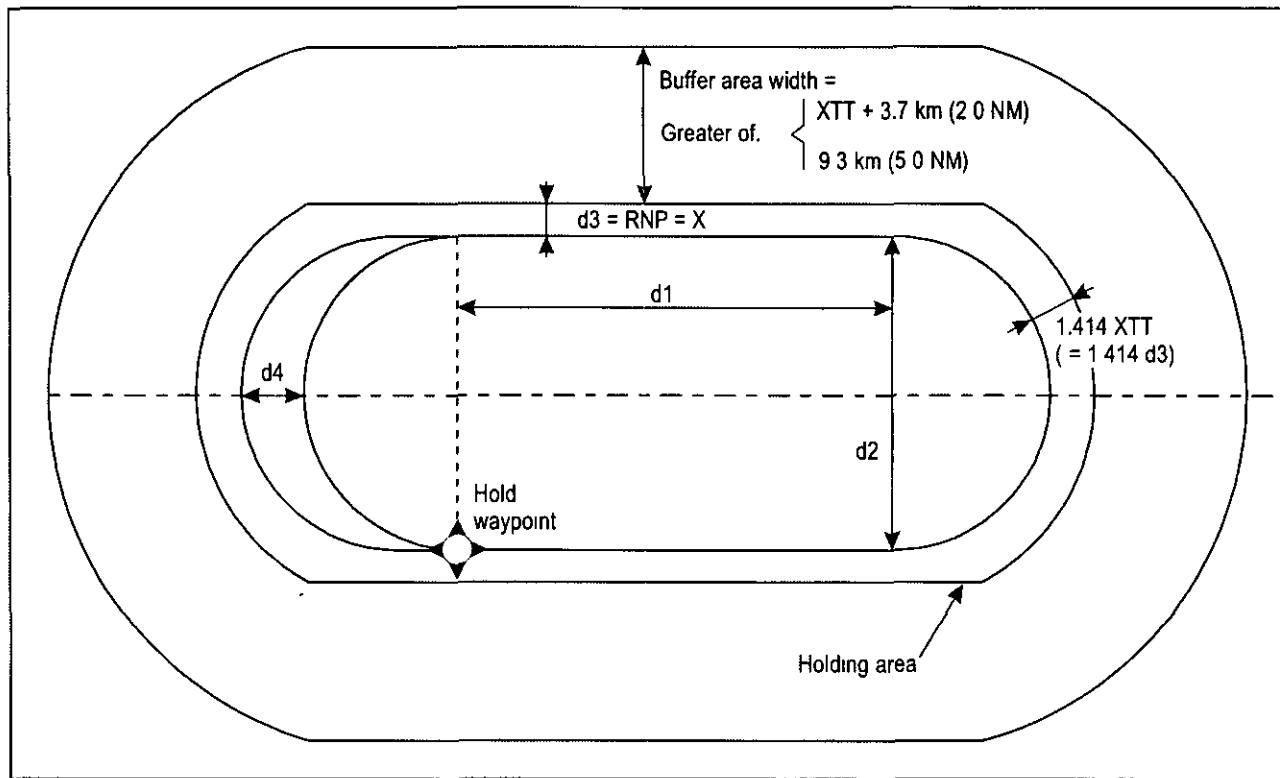 Buffer area width =
Greater of.
XTT + 3.7 km (2 0 NM)
9 3 km (5 0 NM)
d3 = RNP = X
d1
1.414 XTT
( = 1 414 d3)
d4
d2
Hold
waypoint
Holding area